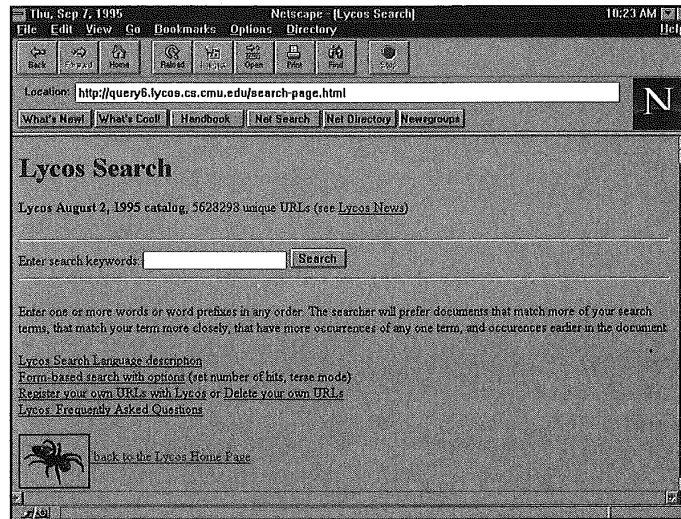 Thu, Sep 7, 1995 Netscape - [Lycos Search] 10:23 AM
File Edit View Go Bookmarks Options Directory Help
Back Forward Home Reload Images Open Print Find Stop
Location: http://query6.lycos.cs.cmu.edu/search-page.html
N
What's New! What's Cool! Handbook Net Search Net Directory Newsgroups
Lycos Search
Lycos August 2, 1995 catalog, 5628298 unique URLs (see Lycos News)
Enter search keywords: Search
Enter one or more words or word prefixes in any order. The searcher will prefer documents that match more of your search
terms, that match your term more closely, that have more occurrences of any one term, and occurences earlier in the document
Lycos Search Language description
Form-based search with options (set number of hits, terse mode)
Register your own URLs with Lycos or Delete your own URLs
Lycos: Frequently Asked Questions
back to the Lycos Home Page